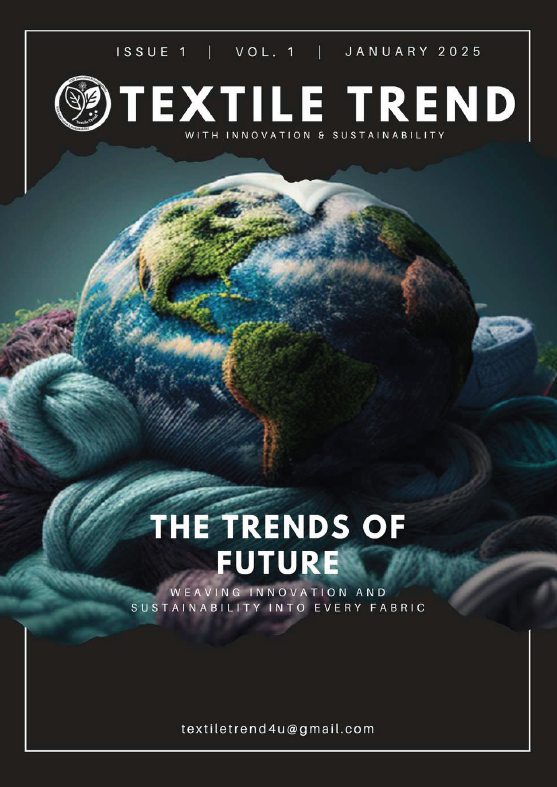 ISSUE 1 | VOL. 1 | JANUARY 2025
TEXTILE TREND
WITH INNOVATION & SUSTAINABILITY
THE TRENDS OF
FUTURE
WEAVING INNOVATION AND
SUSTAINABILITY INTO EVERY FABRIC
textiletrend4u@gmail.com